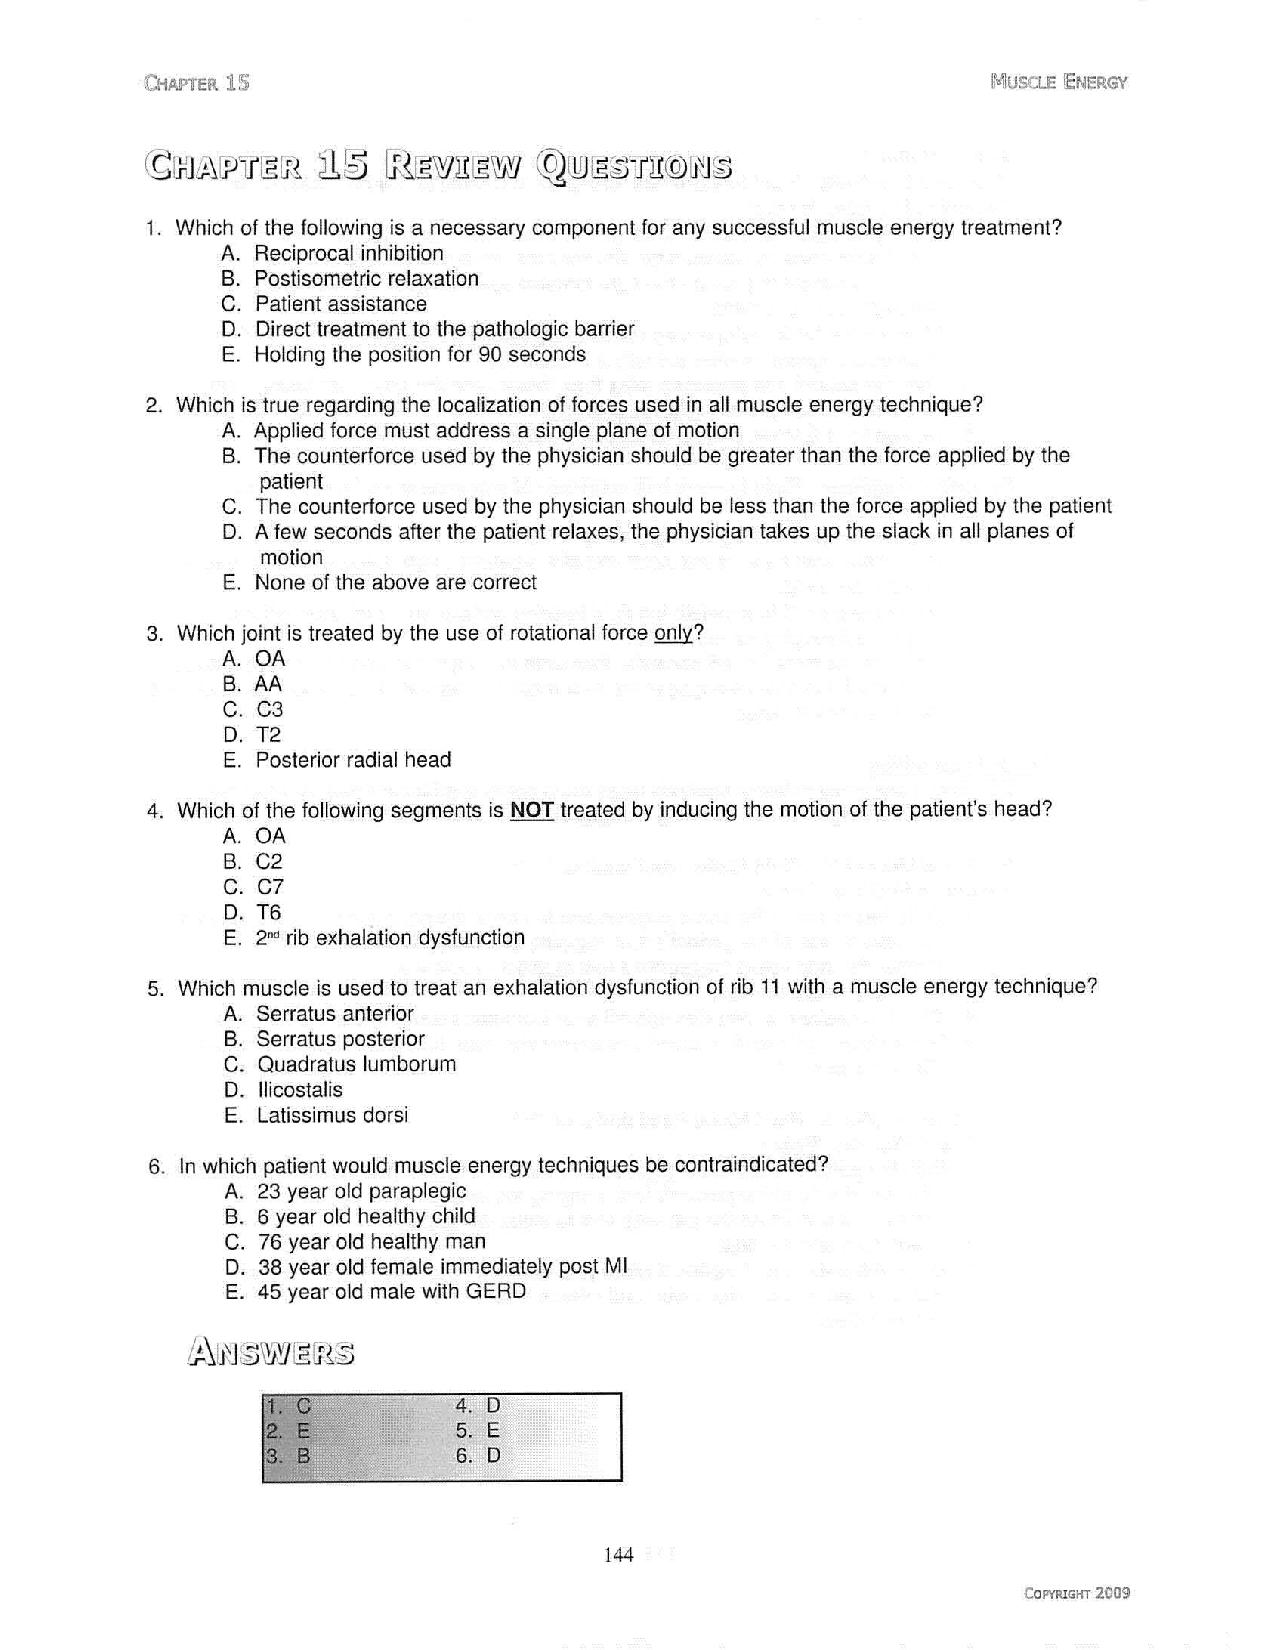 CHAPTER 15 MUSCLE ENERGY
CHAPTER 15 REVIEW QUESTIONS
1. Which of the following is a necessary component for any successful muscle energy treatment?
A. Reciprocal inhibition
B. Postisometric relaxation
C. Patient assistance
D. Direct treatment to the pathologic barrier
E. Holding the position for 90 seconds
2. Which is true regarding the localization of forces used in all muscle energy technique?
A. Applied force must address a single plane of motion
B. The counterforce used by the physician should be greater than the force applied by the
patient
C. The counterforce used by the physician should be less than the force applied by the patient
D. A few seconds after the patient relaxes, the physician takes up the slack in all planes of
motion
E. None of the above are correct
3. Which joint is treated by the use of rotational force only?
A. OA
B. AA
C. C3
D. T2
E. Posterior radial head
4. Which of the following segments is NOT treated by inducing the motion of the patient's head?
A. OA
B. C2
C. C7
D. T6
E. 2nd rib exhalation dysfunction
5. Which muscle is used to treat an exhalation dysfunction of rib 11 with a muscle energy technique?
A. Serratus anterior
B. Serratus posterior
C. Quadratus lumborum
D. Ilicostalis
E. Latissimus dorsi
6. In which patient would muscle energy techniques be contraindicated?
A. 23 year old paraplegic
B. 6 year old healthy child
C. 76 year old healthy man
D. 38 year old female immediately post MI
E. 45 year old male with GERD
ANSWERS
1. C 4. D
2. E 5. E
3. B 6. D
144
COPYRIGHT 2009